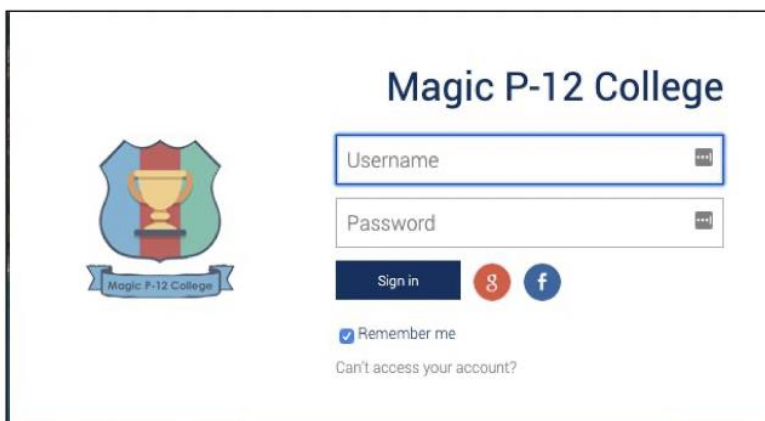 Magic P-12 College
Username
Password
Magic P-12 College
Sign in
8
f
Remember me
Can't access your account?